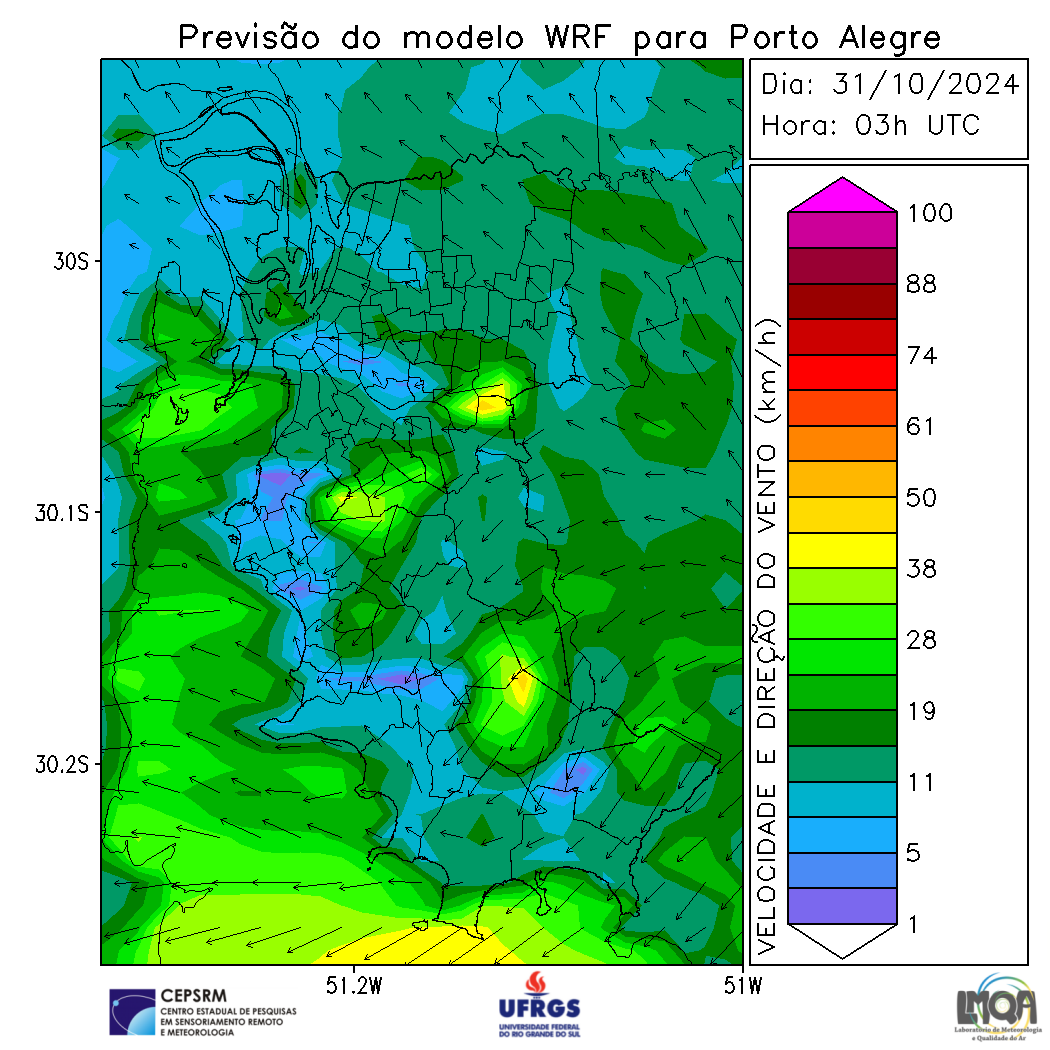 Previsão do modelo WRF para Porto Alegre
Dia: 31/10/2024
Hora: 03h UTC
30S
30.1S
30.2S
51.2W
51W
VELOCIDADE E DIREÇÃO DO VENTO (km/h)
100
88
74
61
50
38
28
19
11
5
1
CEPSRM
CENTRO ESTADUAL DE PESQUISAS
EM SENSORIAMENTO REMOTO
E METEOROLOGIA
UFRGS
UNIVERSIDADE FEDERAL
DO RIO GRANDE DO SUL
LMQA
Laboratório de Meteorologia
e Qualidade do Ar